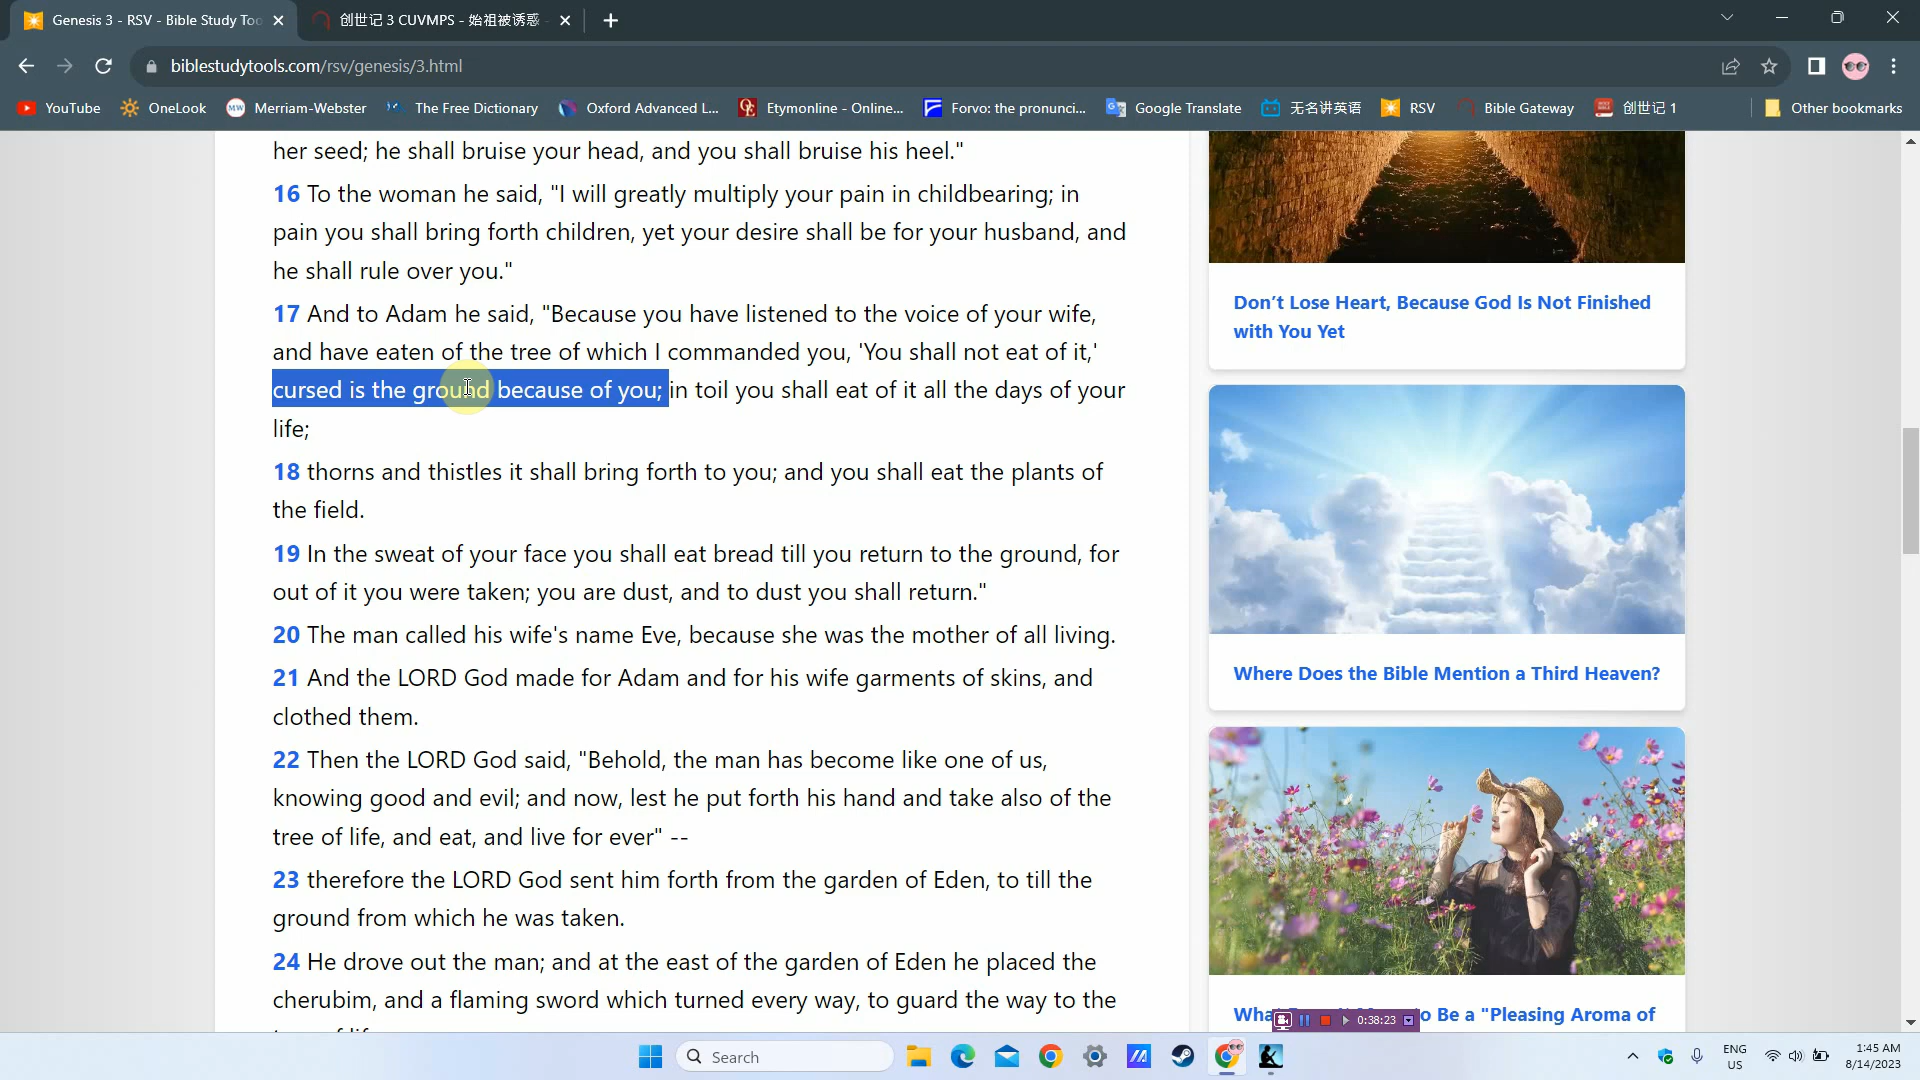 Genesis 3 - RSV - Bible Study Too
创世记 3 CUVMPS - 始祖被诱惑
biblestudytools.com/rsv/genesis/3.html
YouTube
OneLook
Merriam-Webster
The Free Dictionary
Oxford Advanced L...
Etymonline - Online...
Forvo: the pronunci...
Google Translate
无名讲英语
RSV
Bible Gateway
创世记 1
Other bookmarks
her seed; he shall bruise your head, and you shall bruise his heel."
16 To the woman he said, "I will greatly multiply your pain in childbearing; in
pain you shall bring forth children, yet your desire shall be for your husband, and
he shall rule over you."
17 And to Adam he said, "Because you have listened to the voice of your wife,
and have eaten of the tree of which I commanded you, 'You shall not eat of it,'
cursed is the ground because of you; in toil you shall eat of it all the days of your
life;
18 thorns and thistles it shall bring forth to you; and you shall eat the plants of
the field.
19 In the sweat of your face you shall eat bread till you return to the ground, for
out of it you were taken; you are dust, and to dust you shall return."
20 The man called his wife's name Eve, because she was the mother of all living.
21 And the LORD God made for Adam and for his wife garments of skins, and
clothed them.
22 Then the LORD God said, "Behold, the man has become like one of us,
knowing good and evil; and now, lest he put forth his hand and take also of the
tree of life, and eat, and live for ever" --
23 therefore the LORD God sent him forth from the garden of Eden, to till the
ground from which he was taken.
24 He drove out the man; and at the east of the garden of Eden he placed the
cherubim, and a flaming sword which turned every way, to guard the way to the
Don't Lose Heart, Because God Is Not Finished
with You Yet
Where Does the Bible Mention a Third Heaven?
o Be a "Pleasing Aroma of
0:38:23
Search
ENG
US
1:45 AM
8/14/2023